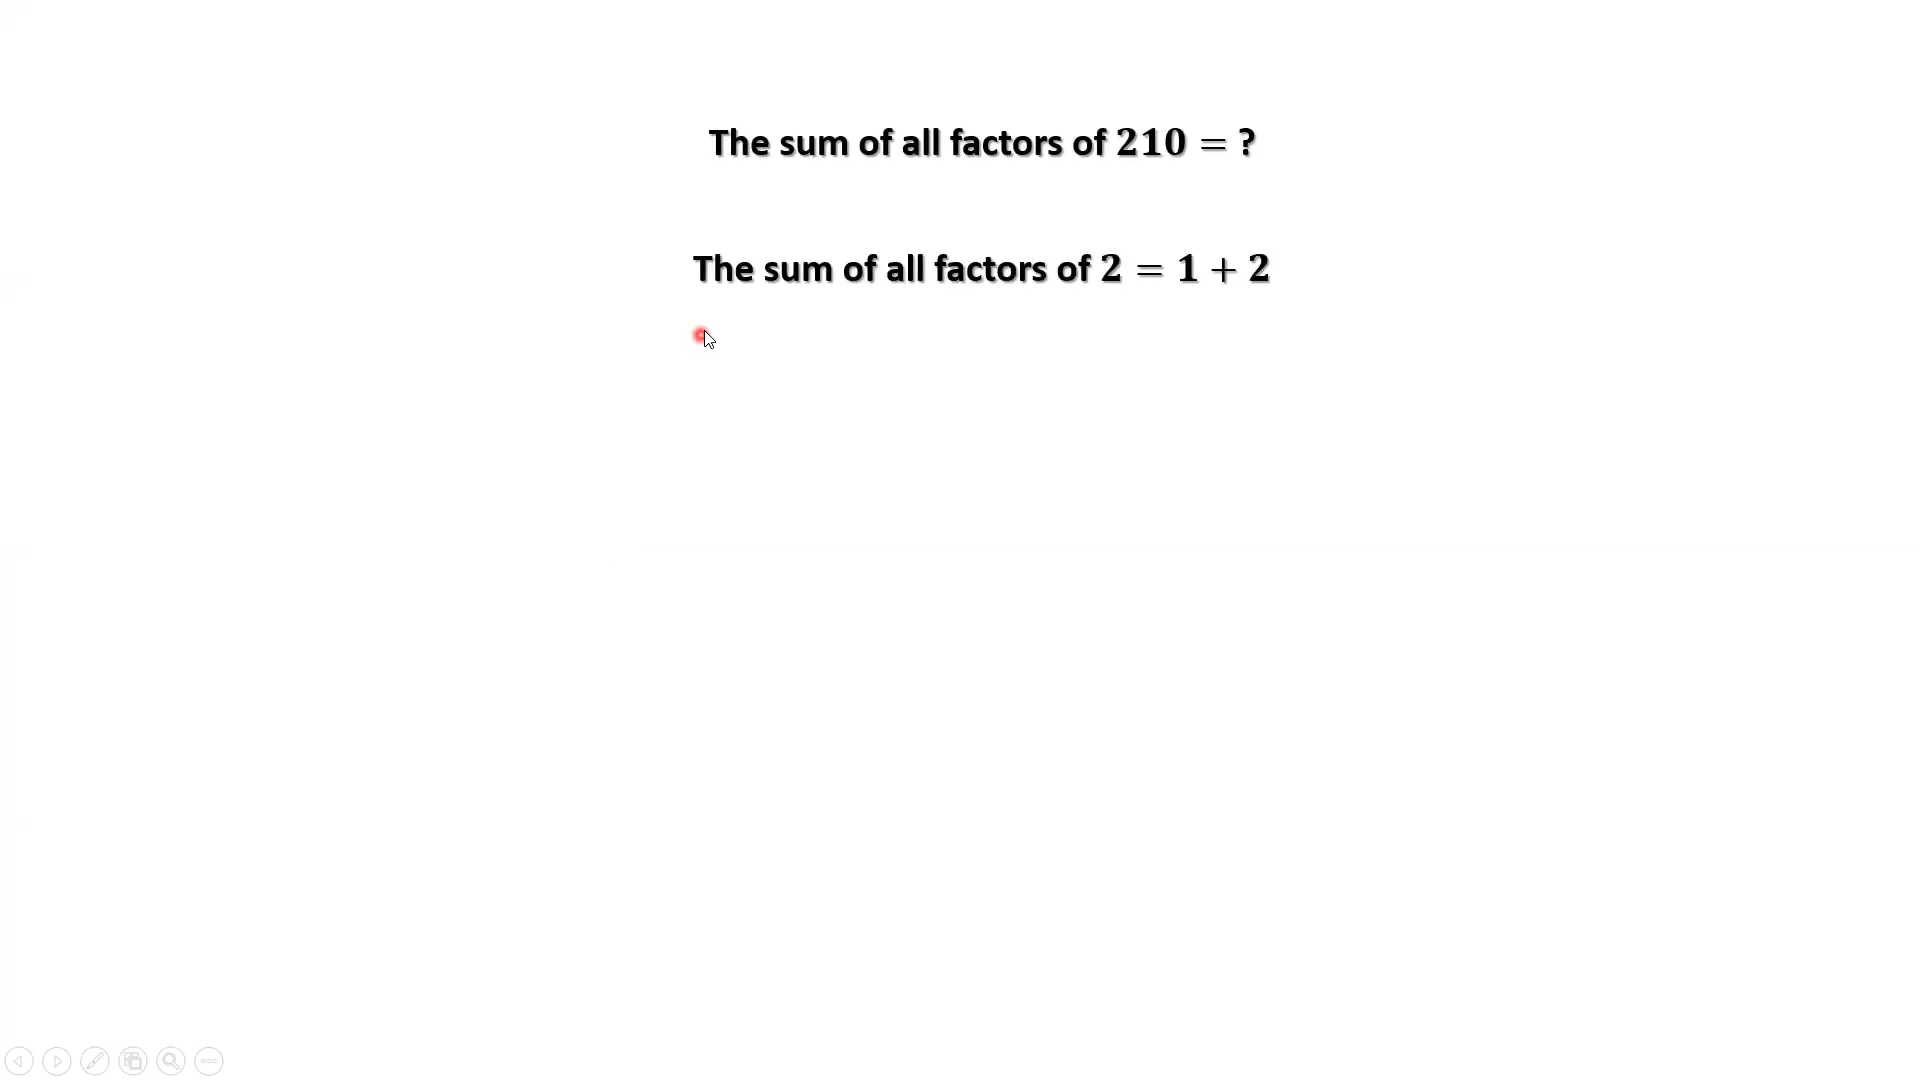 The sum of all factors of 210 = ?
The sum of all factors of 2 = 1 + 2